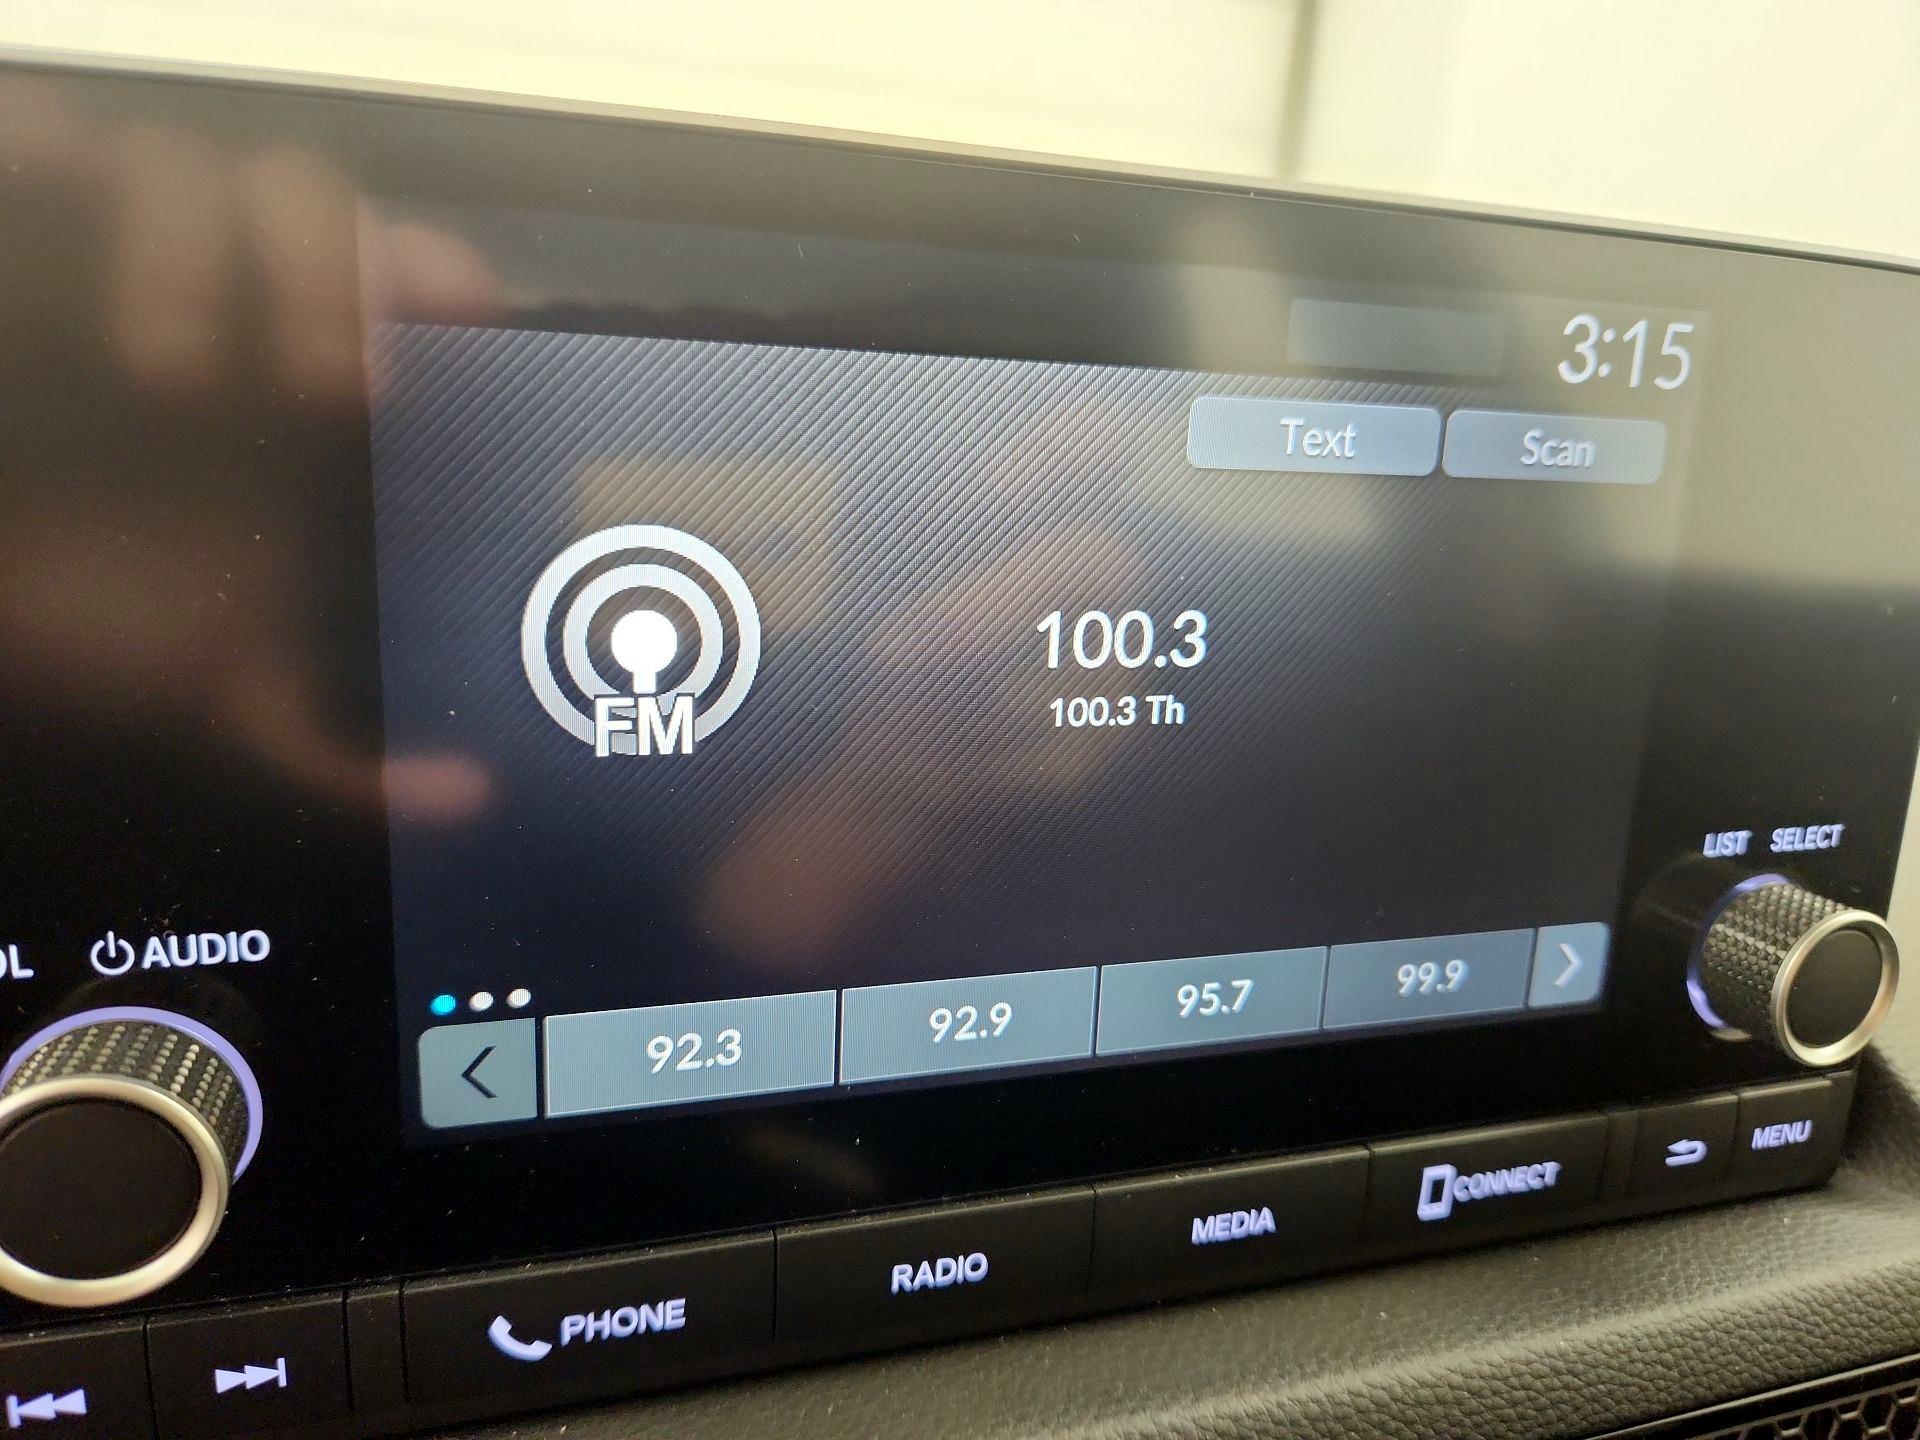 3:15
Text Scan
100.3
100.3 Th
FM
LIST SELECT
OL AUDIO
92.3 92.9 95.7 99.9
PHONE RADIO MEDIA CONNECT MENU